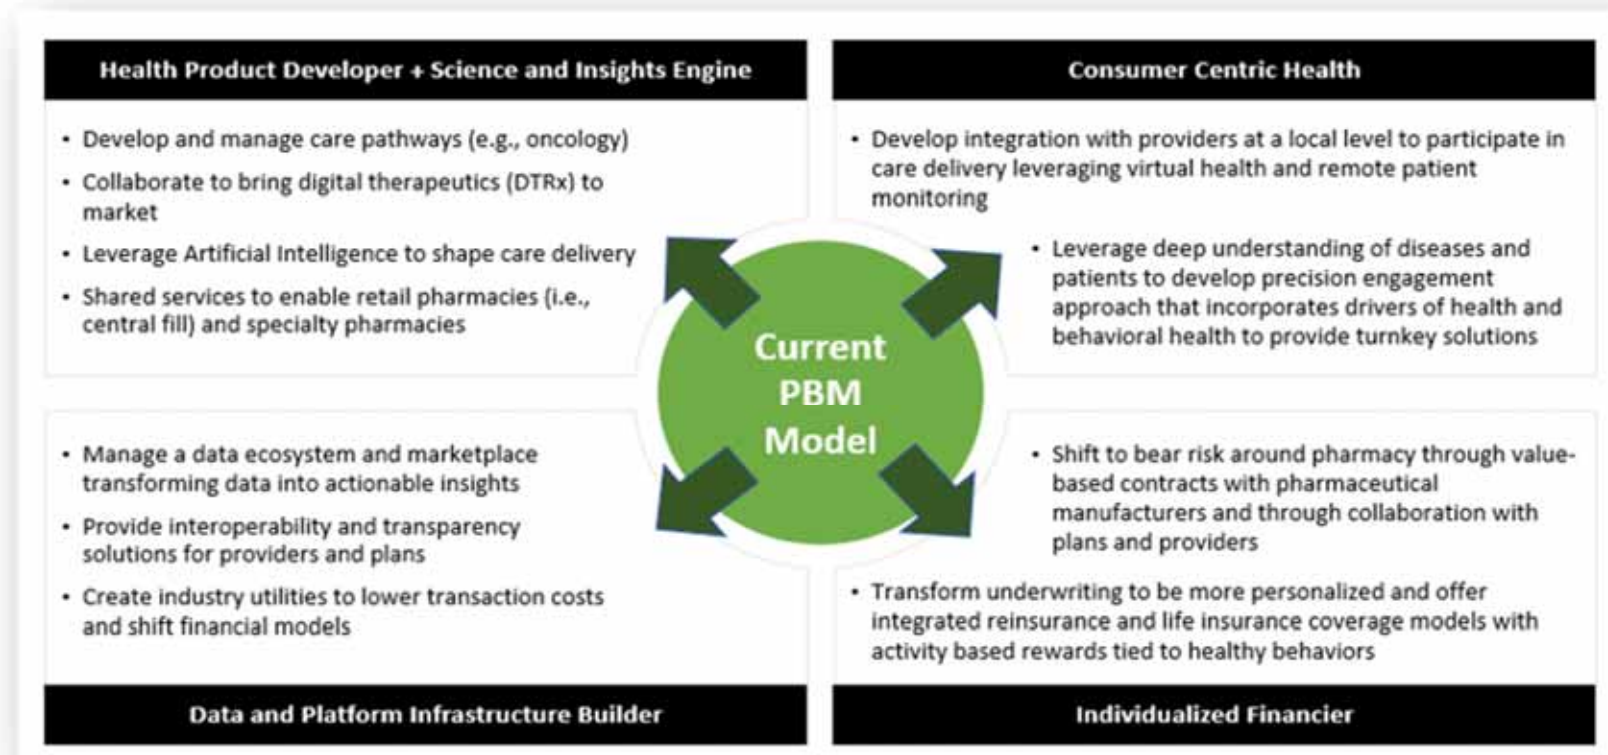 Health Product Developer + Science and Insights Engine
• Develop and manage care pathways (e.g., oncology)
• Collaborate to bring digital therapeutics (DTRx) to
market
• Leverage Artificial Intelligence to shape care delivery
• Shared services to enable retail pharmacies (i.e.,
central fill) and specialty pharmacies
Consumer Centric Health
• Develop integration with providers at a local level to participate in
care delivery leveraging virtual health and remote patient
monitoring
• Leverage deep understanding of diseases and
patients to develop precision engagement
approach that incorporates drivers of health and
behavioral health to provide turnkey solutions
Current
PBM
Model
• Manage a data ecosystem and marketplace
transforming data into actionable insights
• Provide interoperability and transparency
solutions for providers and plans
• Create industry utilities to lower transaction costs
and shift financial models
Data and Platform Infrastructure Builder
• Shift to bear risk around pharmacy through value-
based contracts with pharmaceutical
manufacturers and through collaboration with
plans and providers
• Transform underwriting to be more personalized and offer
integrated reinsurance and life insurance coverage models with
activity based rewards tied to healthy behaviors
Individualized Financier